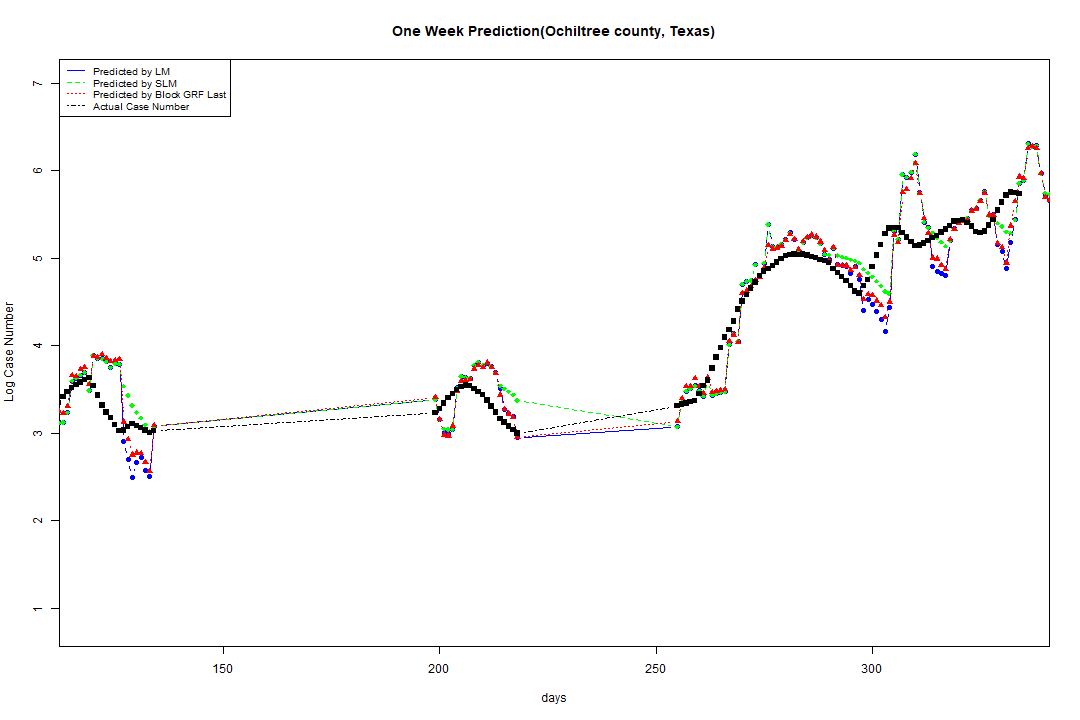 One Week Prediction(Ochiltree county, Texas)
Predicted by LM
Predicted by SLM
Predicted by Block GRF Last
Actual Case Number
7
6
5
4
3
2
1
Log Case Number
150 200 250 300
days